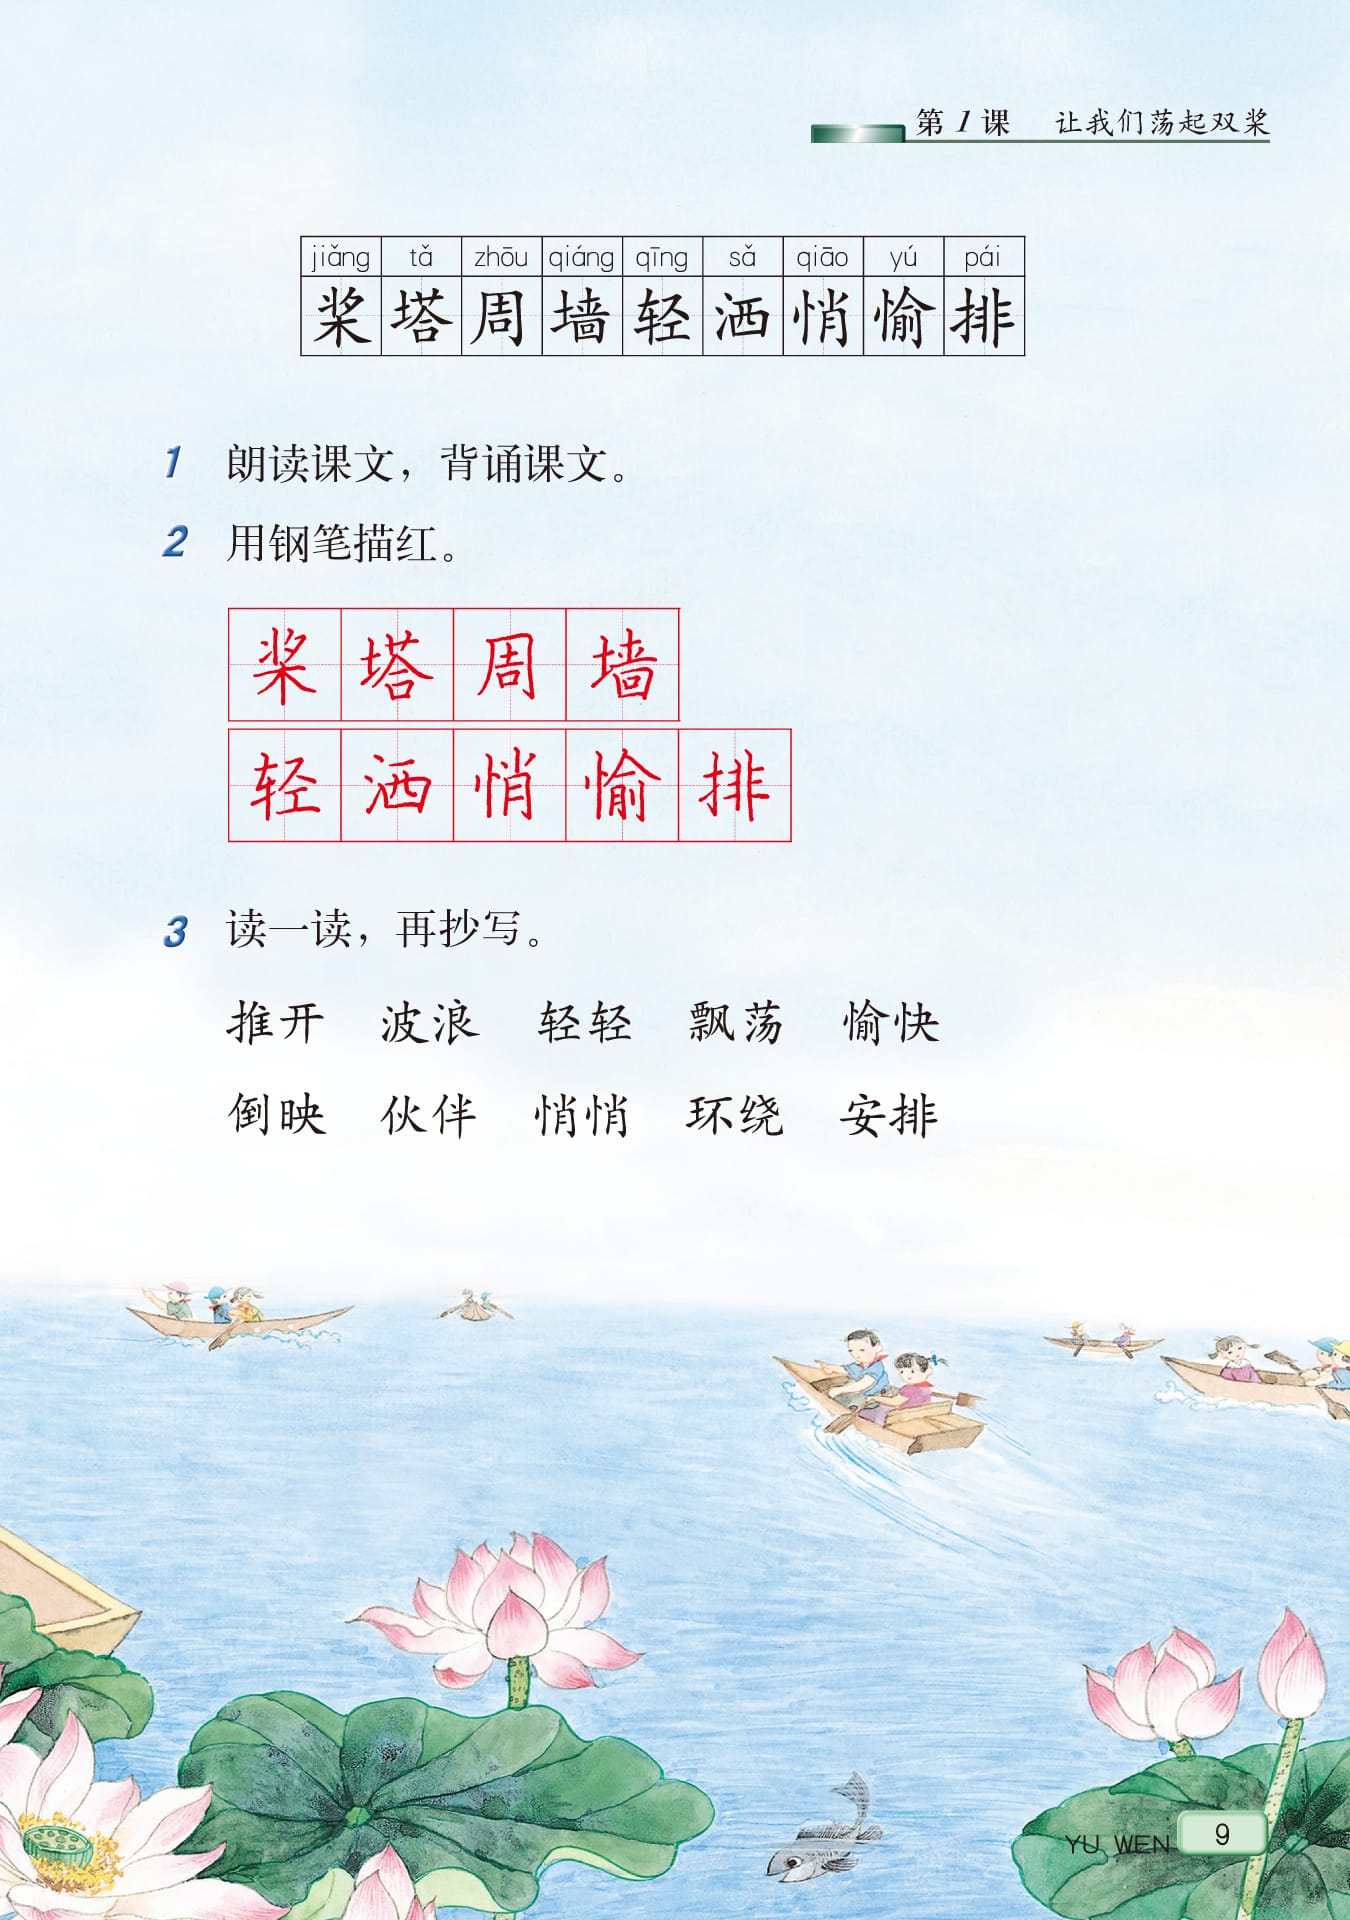 第1课 让我们荡起双桨
jiǎng tǎ zhōu qiáng qīng sǎ qiāo yú pái
桨 塔 周 墙 轻 洒 悄 愉 排
1 朗读课文，背诵课文。
2 用钢笔描红。
桨 塔 周 墙
轻 洒 悄 愉 排
3 读一读，再抄写。
推开 波浪 轻轻 飘荡 愉快
倒映 伙伴 悄悄 环绕 安排
YU WEN 9